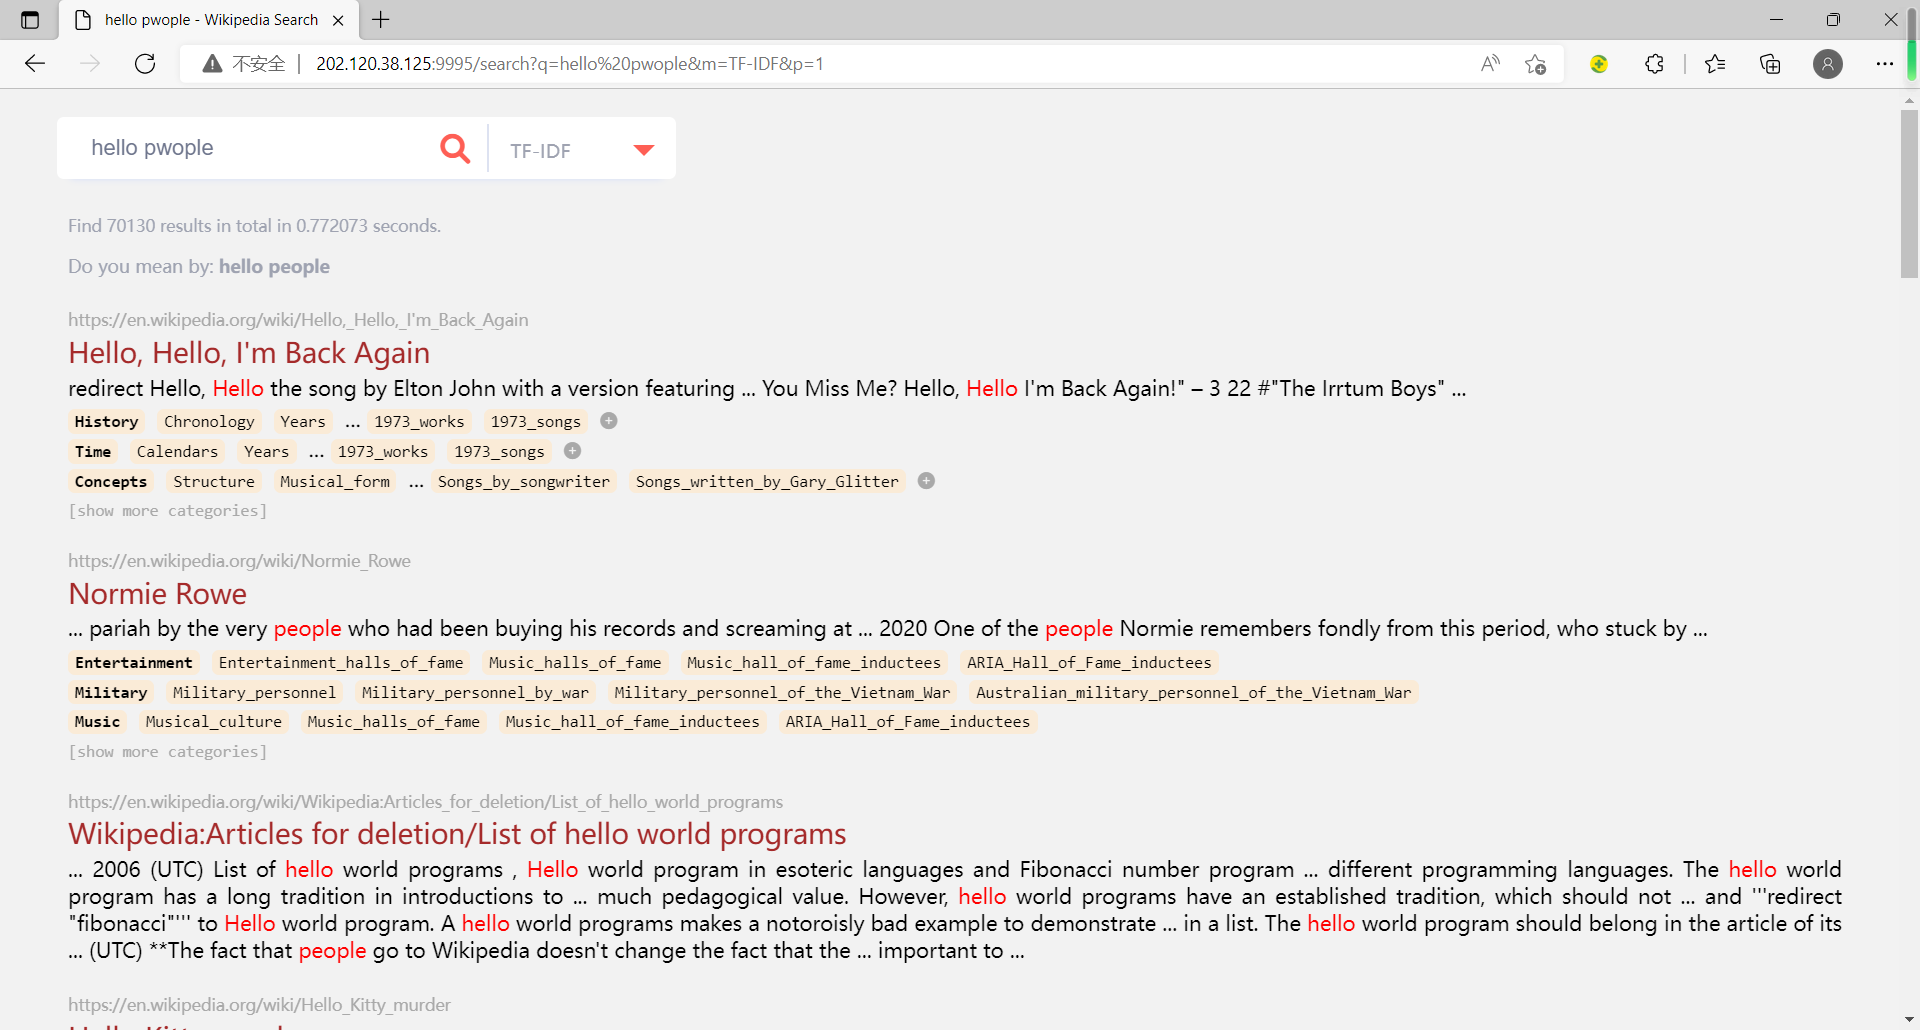 hello pwople - Wikipedia Search
不安全 202.120.38.125:9995/search?q=hello%20pwople&m=TF-IDF&p=1
hello pwople TF-IDF
Find 70130 results in total in 0.772073 seconds.
Do you mean by: hello people
https://en.wikipedia.org/wiki/Hello,_Hello,_I'm_Back_Again
Hello, Hello, I'm Back Again
redirect Hello, Hello the song by Elton John with a version featuring ... You Miss Me? Hello, Hello I'm Back Again!" – 3 22 #"The Irrtum Boys" ...
History Chronology Years ... 1973_works 1973_songs
Time Calendars Years ... 1973_works 1973_songs
Concepts Structure Musical_form ... Songs_by_songwriter Songs_written_by_Gary_Glitter
[show more categories]
https://en.wikipedia.org/wiki/Normie_Rowe
Normie Rowe
... pariah by the very people who had been buying his records and screaming at ... 2020 One of the people Normie remembers fondly from this period, who stuck by ...
Entertainment Entertainment_halls_of_fame Music_halls_of_fame Music_hall_of_fame_inductees ARIA_Hall_of_Fame_inductees
Military Military_personnel Military_personnel_by_war Military_personnel_of_the_Vietnam_War Australian_military_personnel_of_the_Vietnam_War
Music Musical_culture Music_halls_of_fame Music_hall_of_fame_inductees ARIA_Hall_of_Fame_inductees
[show more categories]
https://en.wikipedia.org/wiki/Wikipedia:Articles_for_deletion/List_of_hello_world_programs
Wikipedia:Articles for deletion/List of hello world programs
... 2006 (UTC) List of hello world programs , Hello world program in esoteric languages and Fibonacci number program ... different programming languages. The hello world
program has a long tradition in introductions to ... much pedagogical value. However, hello world programs have an established tradition, which should not ... and '''redirect
"fibonacci"''' to Hello world program. A hello world programs makes a notoroisly bad example to demonstrate ... in a list. The hello world program should belong in the article of its
... (UTC) **The fact that people go to Wikipedia doesn't change the fact that the ... important to ...
https://en.wikipedia.org/wiki/Hello_Kitty_murder